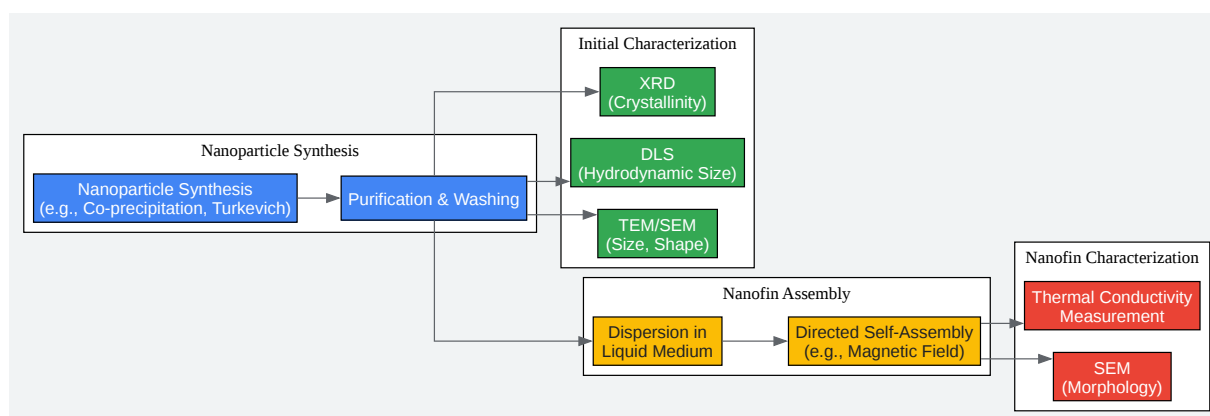 Initial Characterization
XRD
(Crystallinity)
Nanoparticle Synthesis
DLS
(Hydrodynamic Size)
Nanoparticle Synthesis
(e.g., Co-precipitation, Turkevich)
Purification & Washing
TEM/SEM
(Size, Shape)
Nanofin Characterization
Nanofin Assembly
Thermal Conductivity
Measurement
Dispersion in
Liquid Medium
Directed Self-Assembly
(e.g., Magnetic Field)
SEM
(Morphology)